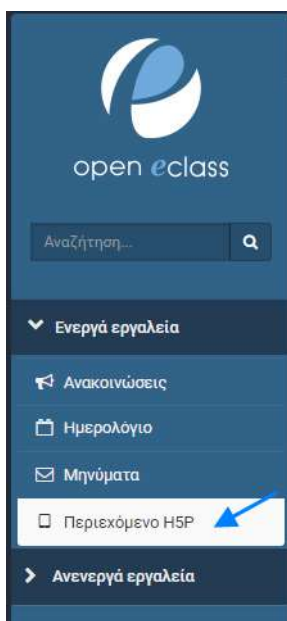 open eclass
Αναζήτηση...
Ενεργά εργαλεία
Ανακοινώσεις
Ημερολόγιο
Μηνύματα
Περιεχόμενο H5P
Ανενεργά εργαλεία